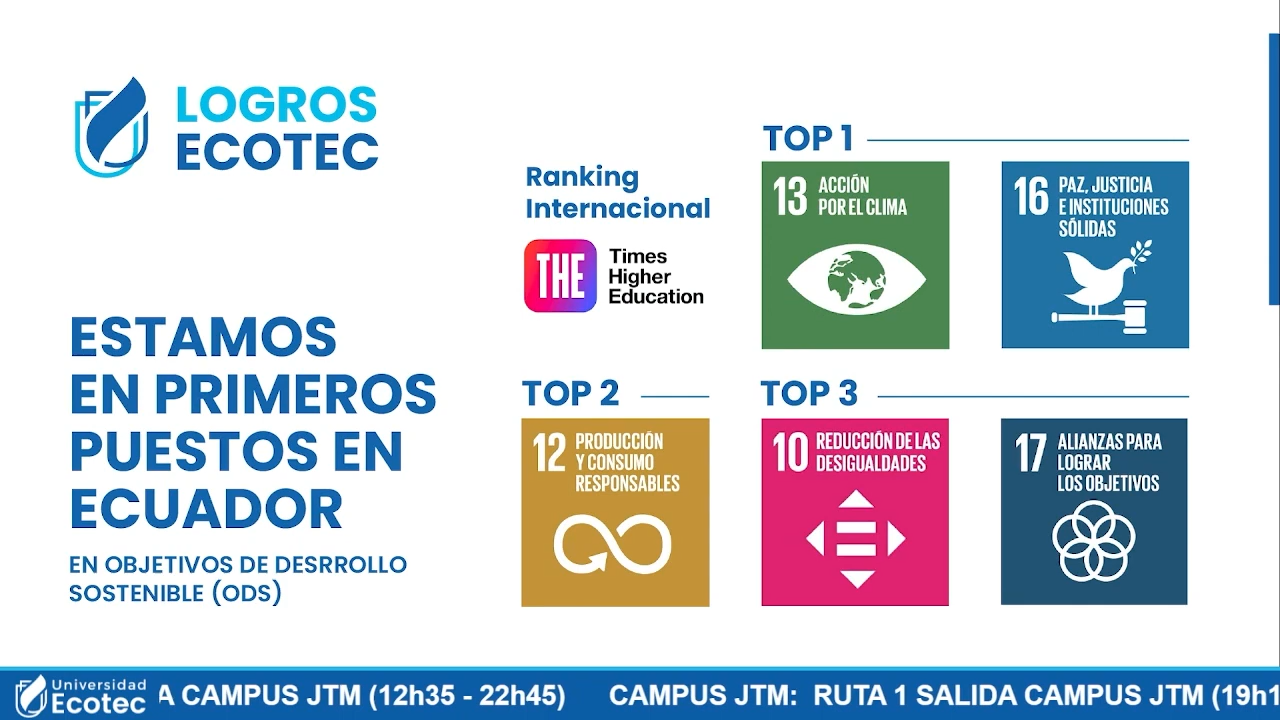 LOGROS
ECOTEC
ESTAMOS
EN PRIMEROS
PUESTOS EN
ECUADOR
EN OBJETIVOS DE DESRROLLO
SOSTENIBLE (ODS)
Ranking
Internacional
THE
Times
Higher
Education
TOP 1
13 ACCIÓN
POR EL CLIMA
16 PAZ, JUSTICIA
E INSTITUCIONES
SÓLIDAS
TOP 2
12 PRODUCCIÓN
Y CONSUMO
RESPONSABLES
TOP 3
10 REDUCCIÓN DE LAS
DESIGUALDADES
17 ALIANZAS PARA
LOGRAR
LOS OBJETIVOS
Universidad
Ecotec
A CAMPUS JTM (12h35 - 22h45) CAMPUS JTM: RUTA 1 SALIDA CAMPUS JTM (19h1